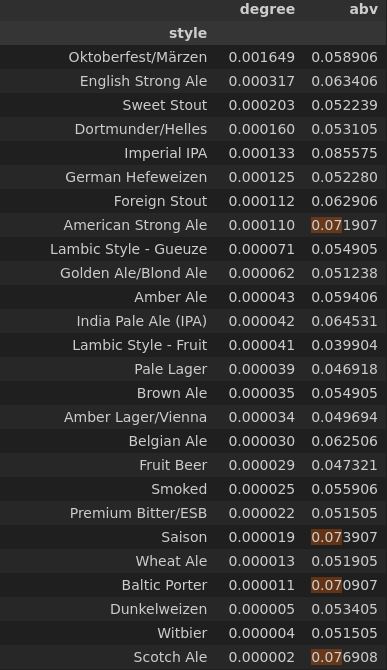 degree abv
style
Oktoberfest/Märzen 0.001649 0.058906
English Strong Ale 0.000317 0.063406
Sweet Stout 0.000203 0.052239
Dortmunder/Helles 0.000160 0.053105
Imperial IPA 0.000133 0.085575
German Hefeweizen 0.000125 0.052280
Foreign Stout 0.000112 0.062906
American Strong Ale 0.000110 0.071907
Lambic Style - Gueuze 0.000071 0.054905
Golden Ale/Blond Ale 0.000062 0.051238
Amber Ale 0.000043 0.059406
India Pale Ale (IPA) 0.000042 0.064531
Lambic Style - Fruit 0.000041 0.039904
Pale Lager 0.000039 0.046918
Brown Ale 0.000035 0.054905
Amber Lager/Vienna 0.000034 0.049694
Belgian Ale 0.000030 0.062506
Fruit Beer 0.000029 0.047321
Smoked 0.000025 0.055906
Premium Bitter/ESB 0.000022 0.051505
Saison 0.000019 0.073907
Wheat Ale 0.000013 0.051905
Baltic Porter 0.000011 0.070907
Dunkelweizen 0.000005 0.053405
Witbier 0.000004 0.051505
Scotch Ale 0.000002 0.076908